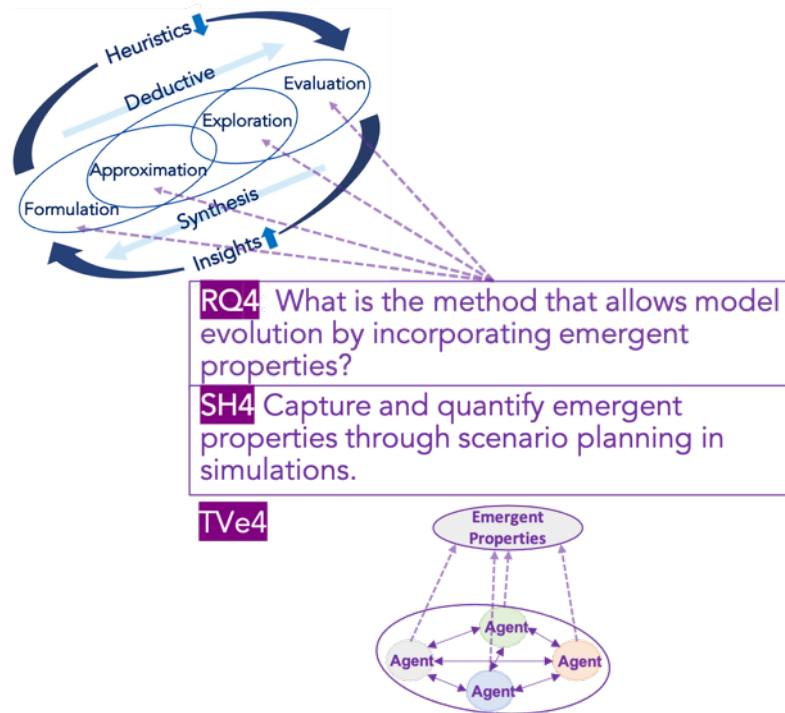 Heuristics
Deductive
Evaluation
Exploration
Approximation
Formulation
Synthesis
Insights
RQ4 What is the method that allows model
evolution by incorporating emergent
properties?
SH4 Capture and quantify emergent
properties through scenario planning in
simulations.
TVe4
Emergent
Properties
Agent
Agent
Agent
Agent